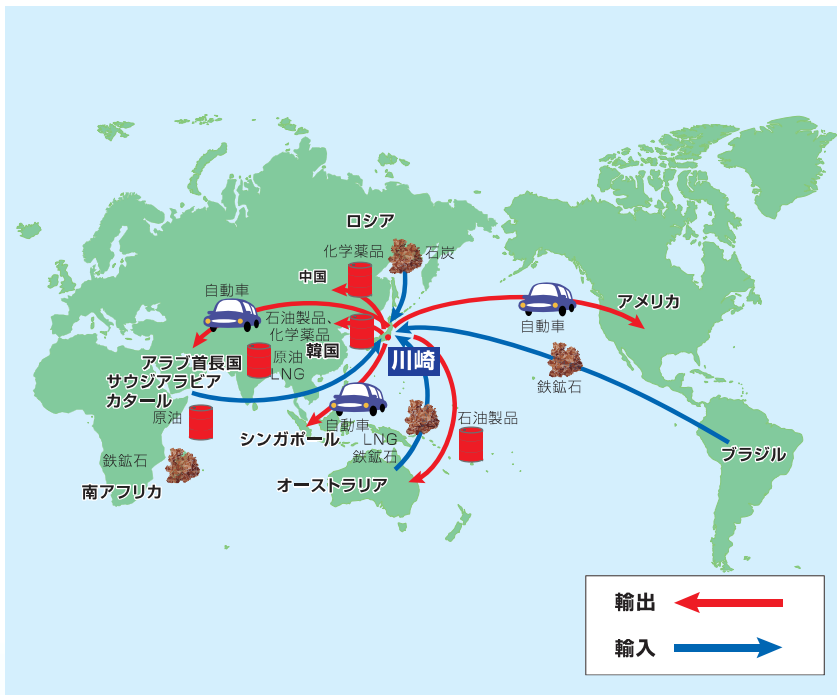 ロシア
化学薬品
石炭
中国
自動車
石油製品、
化学薬品
韓国
自動車
アメリカ
アラブ首長国
サウジアラビア
カタール
原油
LNG
川崎
鉄鉱石
原油
シンガポール
自動車
LNG
鉄鉱石
石油製品
ブラジル
鉄鉱石
南アフリカ
オーストラリア
輸出
輸入